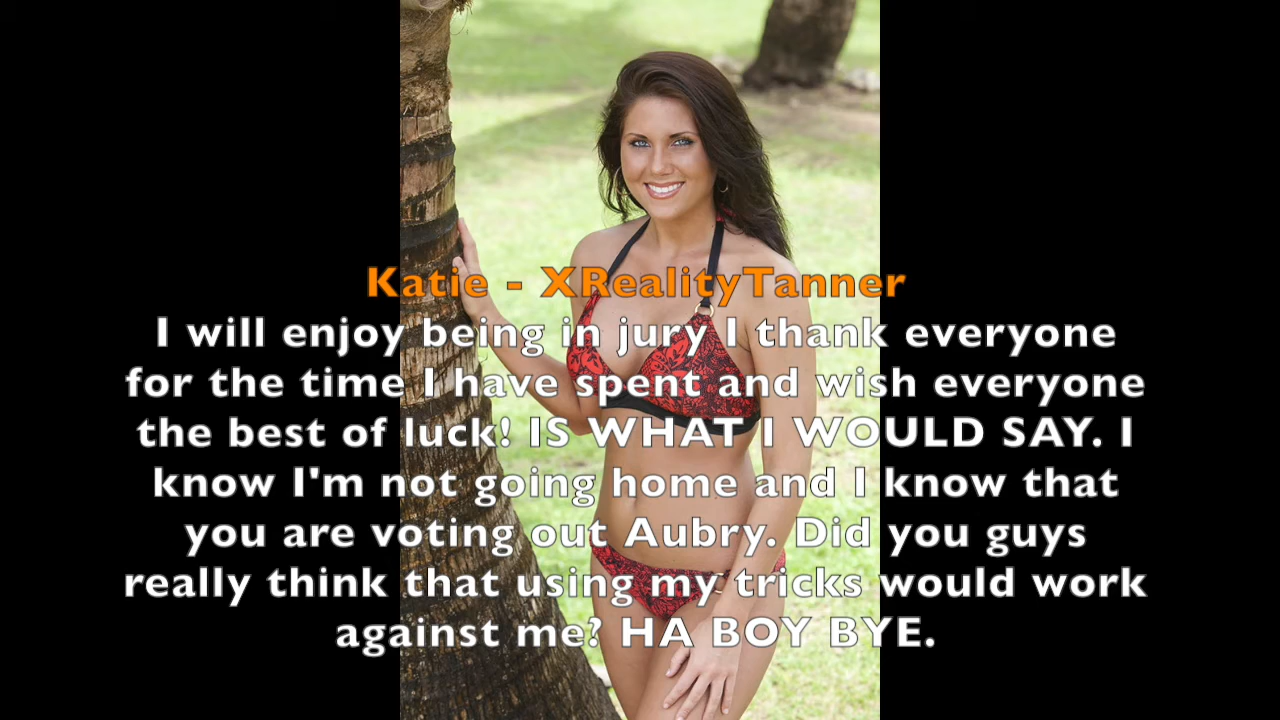 Katie - XRealityTanner
I will enjoy being in jury I thank everyone
for the time I have spent and wish everyone
the best of luck! IS WHAT I WOULD SAY. I
know I'm not going home and I know that
you are voting out Aubry. Did you guys
really think that using my tricks would work
against me? HA BOY BYE.